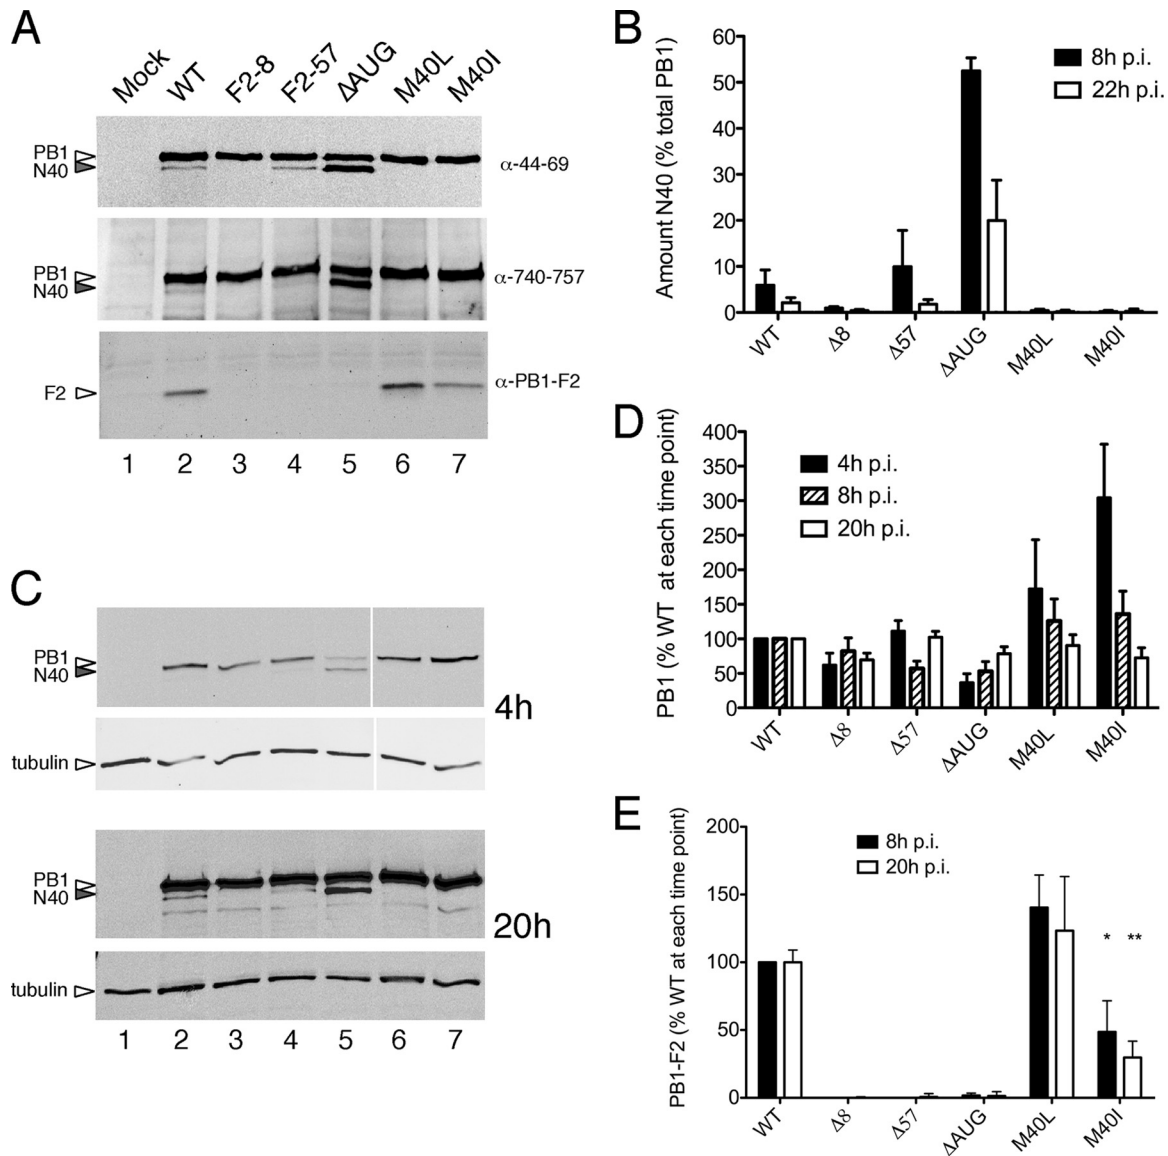 A
Mock WT F2-8 F2-57 ΔAUG M40L M40I
PB1
N40
α-44-69
PB1
N40
α-740-757
F2
α-PB1-F2
1 2 3 4 5 6 7
B
Amount N40 (% total PB1)
60
50
40
30
20
10
0
8h p.i.
22h p.i.
WT Δ8 Δ57 ΔAUG M40L M40I
C
PB1
N40
4h
tubulin
PB1
N40
20h
tubulin
1 2 3 4 5 6 7
D
PB1 (% WT at each time point)
400
350
300
250
200
150
100
50
0
4h p.i.
8h p.i.
20h p.i.
WT Δ8 Δ57 ΔAUG M40L M40I
E
PB1-F2 (% WT at each time point)
200
150
100
50
0
8h p.i.
20h p.i.
* **
WT Δ8 Δ57 ΔAUG M40L M40I